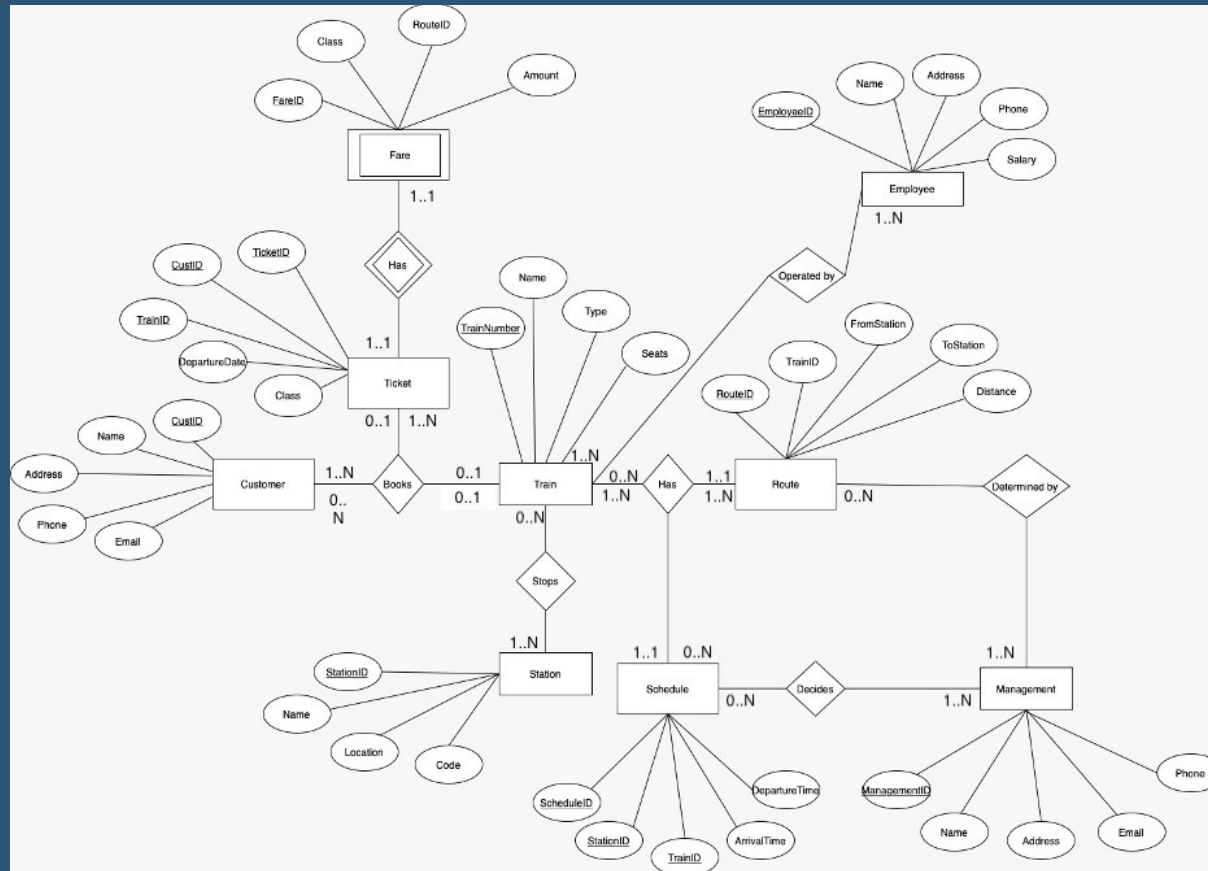 RouteID
Class
Amount
FareID
Fare
1..1
Has
1..1
TicketID
CustID
TrainID
DepartureDate
Class
Ticket
0..1
1..N
EmployeeID
Name
Address
Phone
Salary
Employee
1..N
Operated by
TrainNumber
Name
Type
Seats
1..N
Train
0..N
1..N
0..N
Has
RouteID
TrainID
FromStation
ToStation
Distance
1..1
1..N
Route
0..N
Determined by
CustID
Name
Address
Phone
Email
Customer
1..N
0..
N
Books
0..1
0..1
Stops
1..N
Station
StationID
Name
Location
Code
1..1
0..N
Schedule
0..N
Decides
1..N
1..N
Management
ScheduleID
StationID
TrainID
ArrivalTime
DepartureTime
ManagementID
Name
Address
Email
Phone